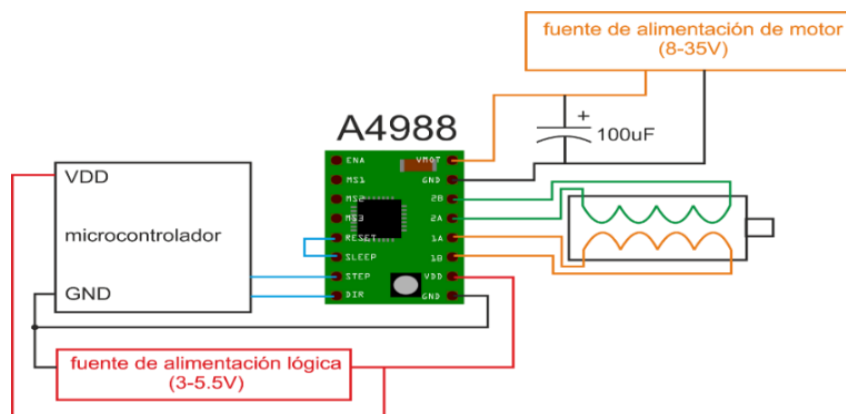 fuente de alimentación de motor
(8-35V)
A4988
+
100uF
VDD
microcontrolador
GND
ENA
MS1
MS2
MS3
RESET
SLEEP
STEP
DIR
VMOT
GND
2B
2A
1A
1B
VDD
GND
fuente de alimentación lógica
(3-5.5V)